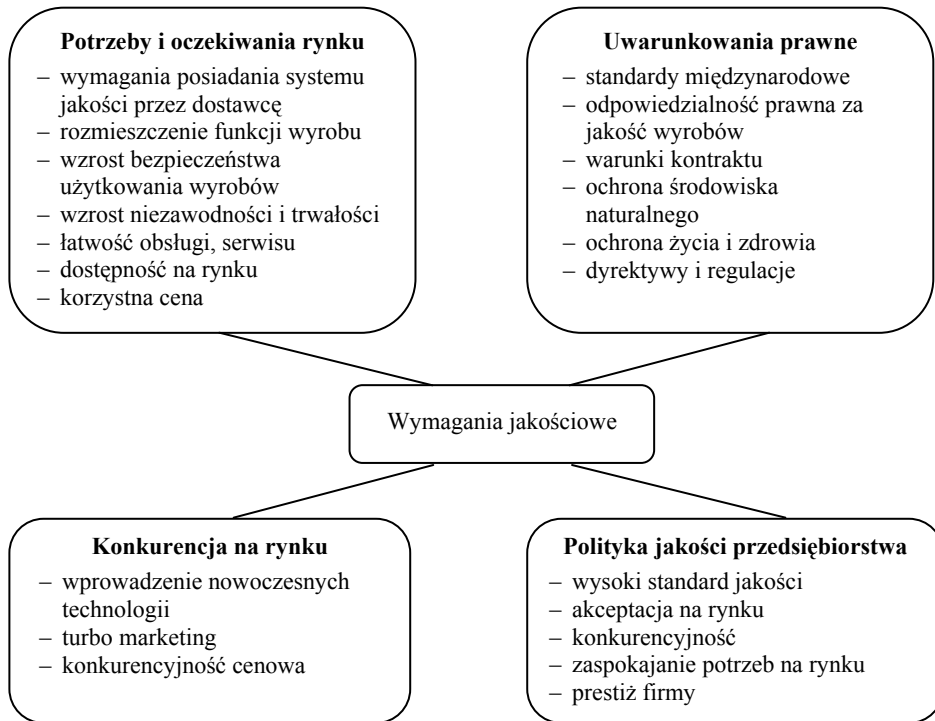 Potrzeby i oczekiwania rynku
– wymagania posiadania systemu
jakości przez dostawcę
– rozmieszczenie funkcji wyrobu
– wzrost bezpieczeństwa
użytkowania wyrobów
– wzrost niezawodności i trwałości
– łatwość obsługi, serwisu
– dostępność na rynku
– korzystna cena
Uwarunkowania prawne
– standardy międzynarodowe
– odpowiedzialność prawna za
jakość wyrobów
– warunki kontraktu
– ochrona środowiska
naturalnego
– ochrona życia i zdrowia
– dyrektywy i regulacje
Wymagania jakościowe
Konkurencja na rynku
– wprowadzenie nowoczesnych
technologii
– turbo marketing
– konkurencyjność cenowa
Polityka jakości przedsiębiorstwa
– wysoki standard jakości
– akceptacja na rynku
– konkurencyjność
– zaspokajanie potrzeb na rynku
– prestiż firmy